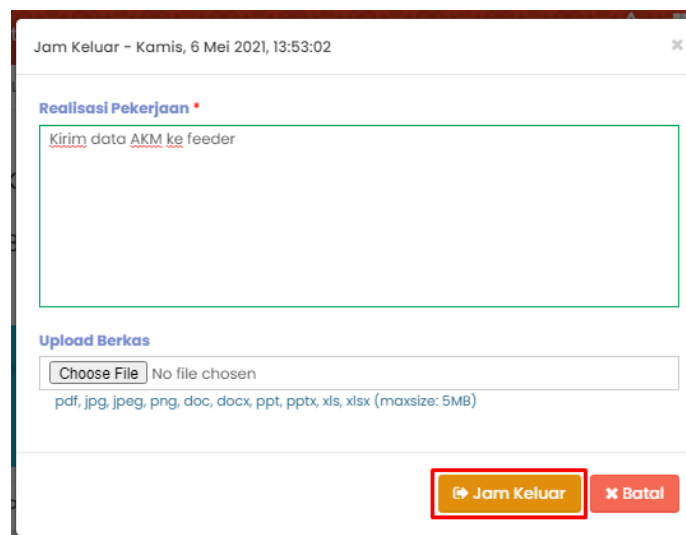 Jam Keluar - Kamis, 6 Mei 2021, 13:53:02 ×
Realisasi Pekerjaan *
Kirim data AKM ke feeder
Upload Berkas
Choose File No file chosen
pdf, jpg, jpeg, png, doc, docx, ppt, pptx, xls, xlsx (maxsize: 5MB)
Jam Keluar × Batal